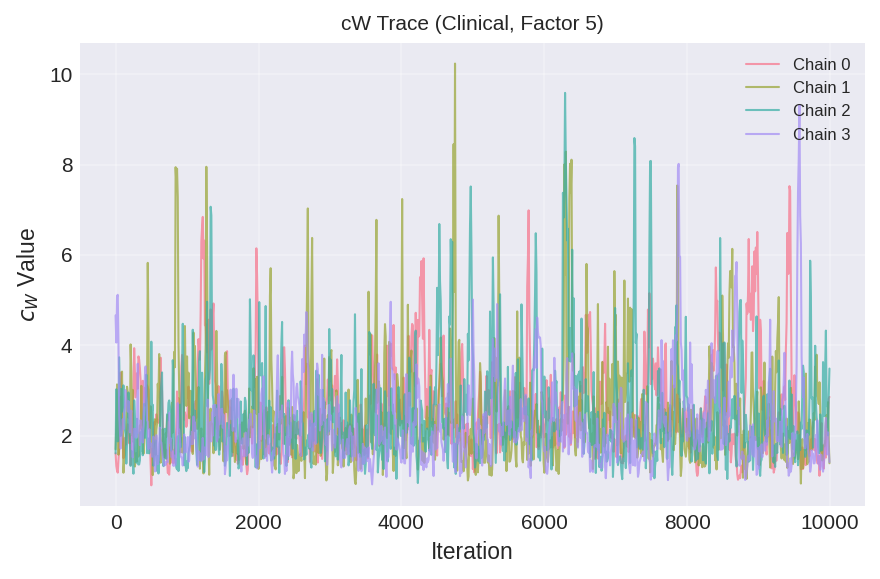 cW Trace (Clinical, Factor 5)
Chain 0
Chain 1
Chain 2
Chain 3
10
8
6
4
2
c_W Value
0 2000 4000 6000 8000 10000
Iteration